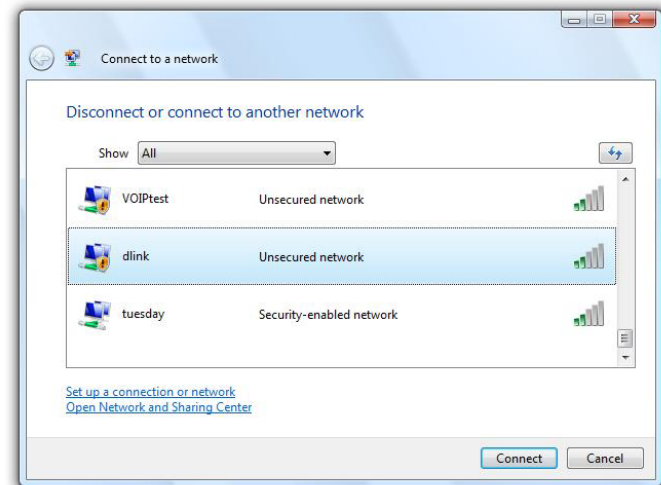 Connect to a network
Disconnect or connect to another network
Show All
VOIPtest Unsecured network
dlink Unsecured network
tuesday Security-enabled network
Set up a connection or network
Open Network and Sharing Center
Connect Cancel